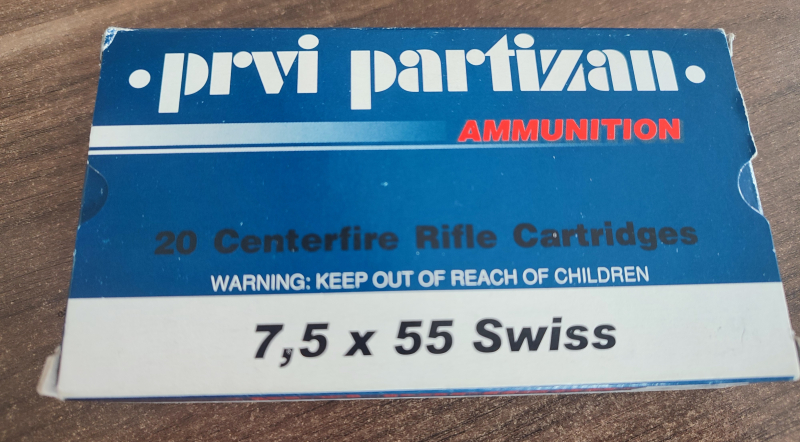 • prvi partizan •
AMMUNITION
20 Centerfire Rifle Cartridges
WARNING: KEEP OUT OF REACH OF CHILDREN
7,5 x 55 Swiss